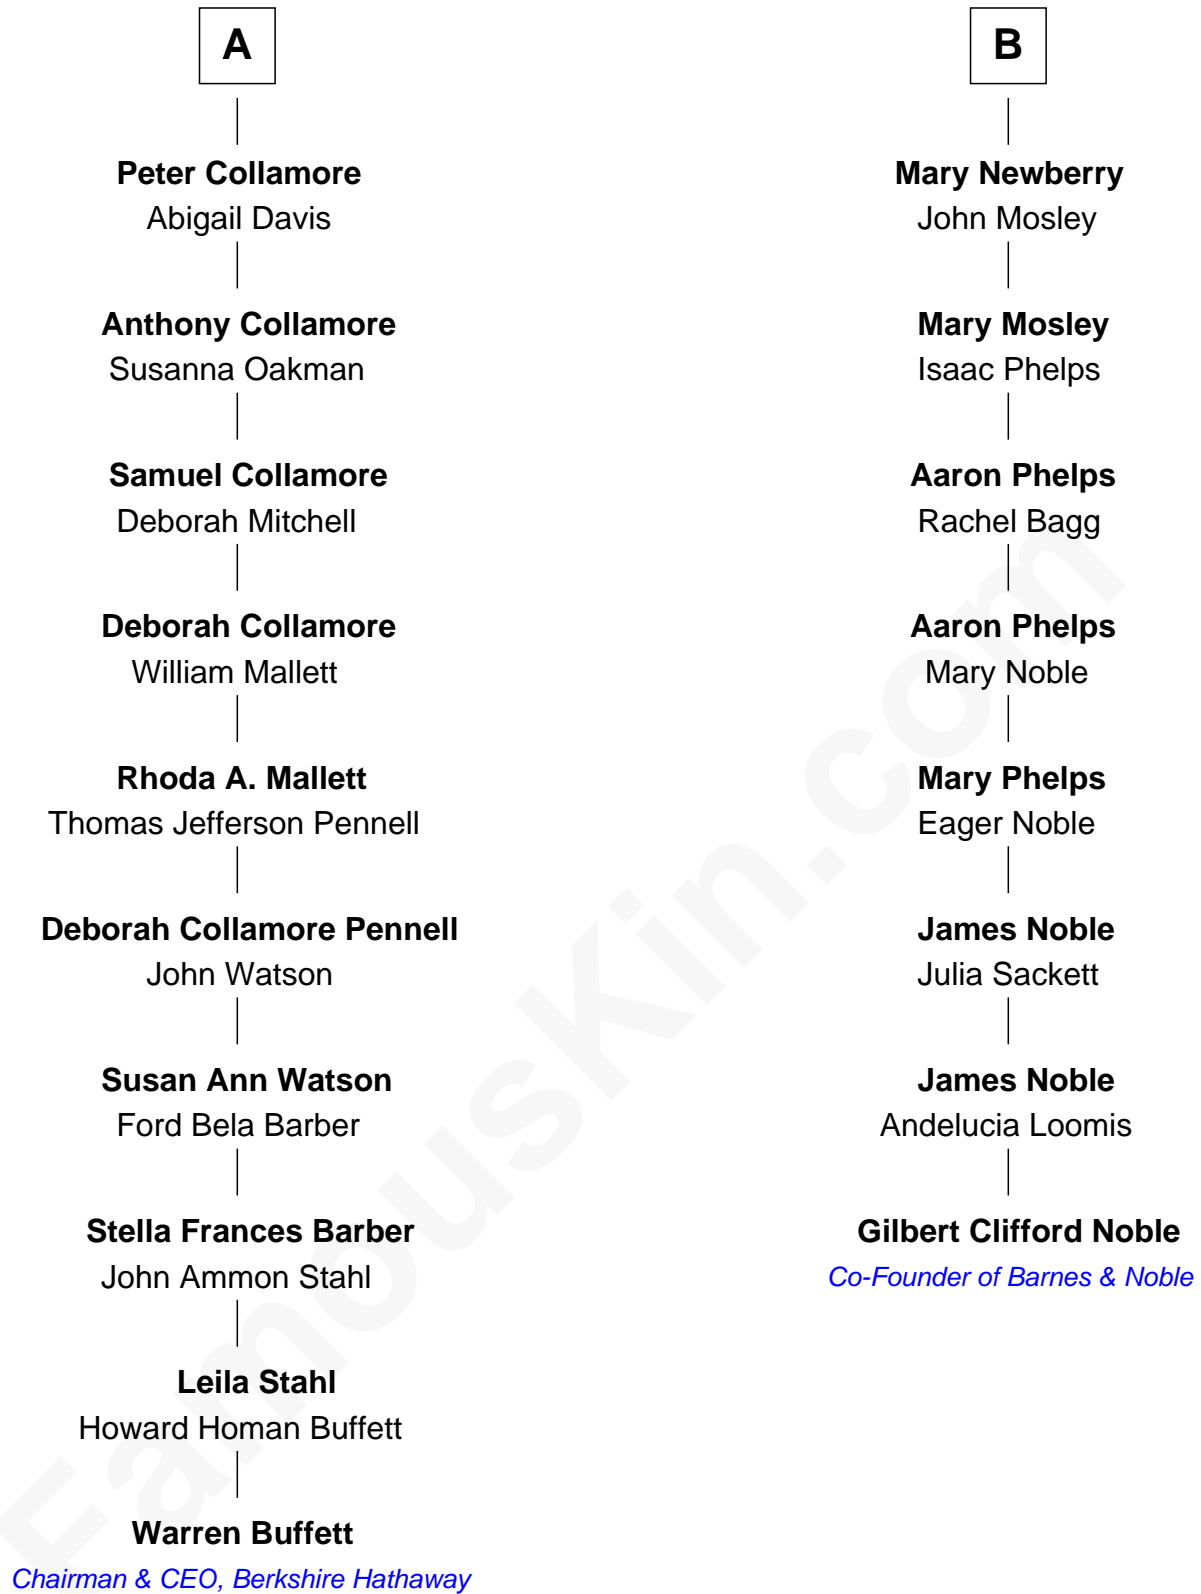 A
Peter Collamore
Abigail Davis
Anthony Collamore
Susanna Oakman
Samuel Collamore
Deborah Mitchell
Deborah Collamore
William Mallett
Rhoda A. Mallett
Thomas Jefferson Pennell
Deborah Collamore Pennell
John Watson
Susan Ann Watson
Ford Bela Barber
Stella Frances Barber
John Ammon Stahl
Leila Stahl
Howard Homan Buffett
Warren Buffett
Chairman & CEO, Berkshire Hathaway
B
Mary Newberry
John Mosley
Mary Mosley
Isaac Phelps
Aaron Phelps
Rachel Bagg
Aaron Phelps
Mary Noble
Mary Phelps
Eager Noble
James Noble
Julia Sackett
James Noble
Andelucia Loomis
Gilbert Clifford Noble
Co-Founder of Barnes & Noble
FamousKin.com